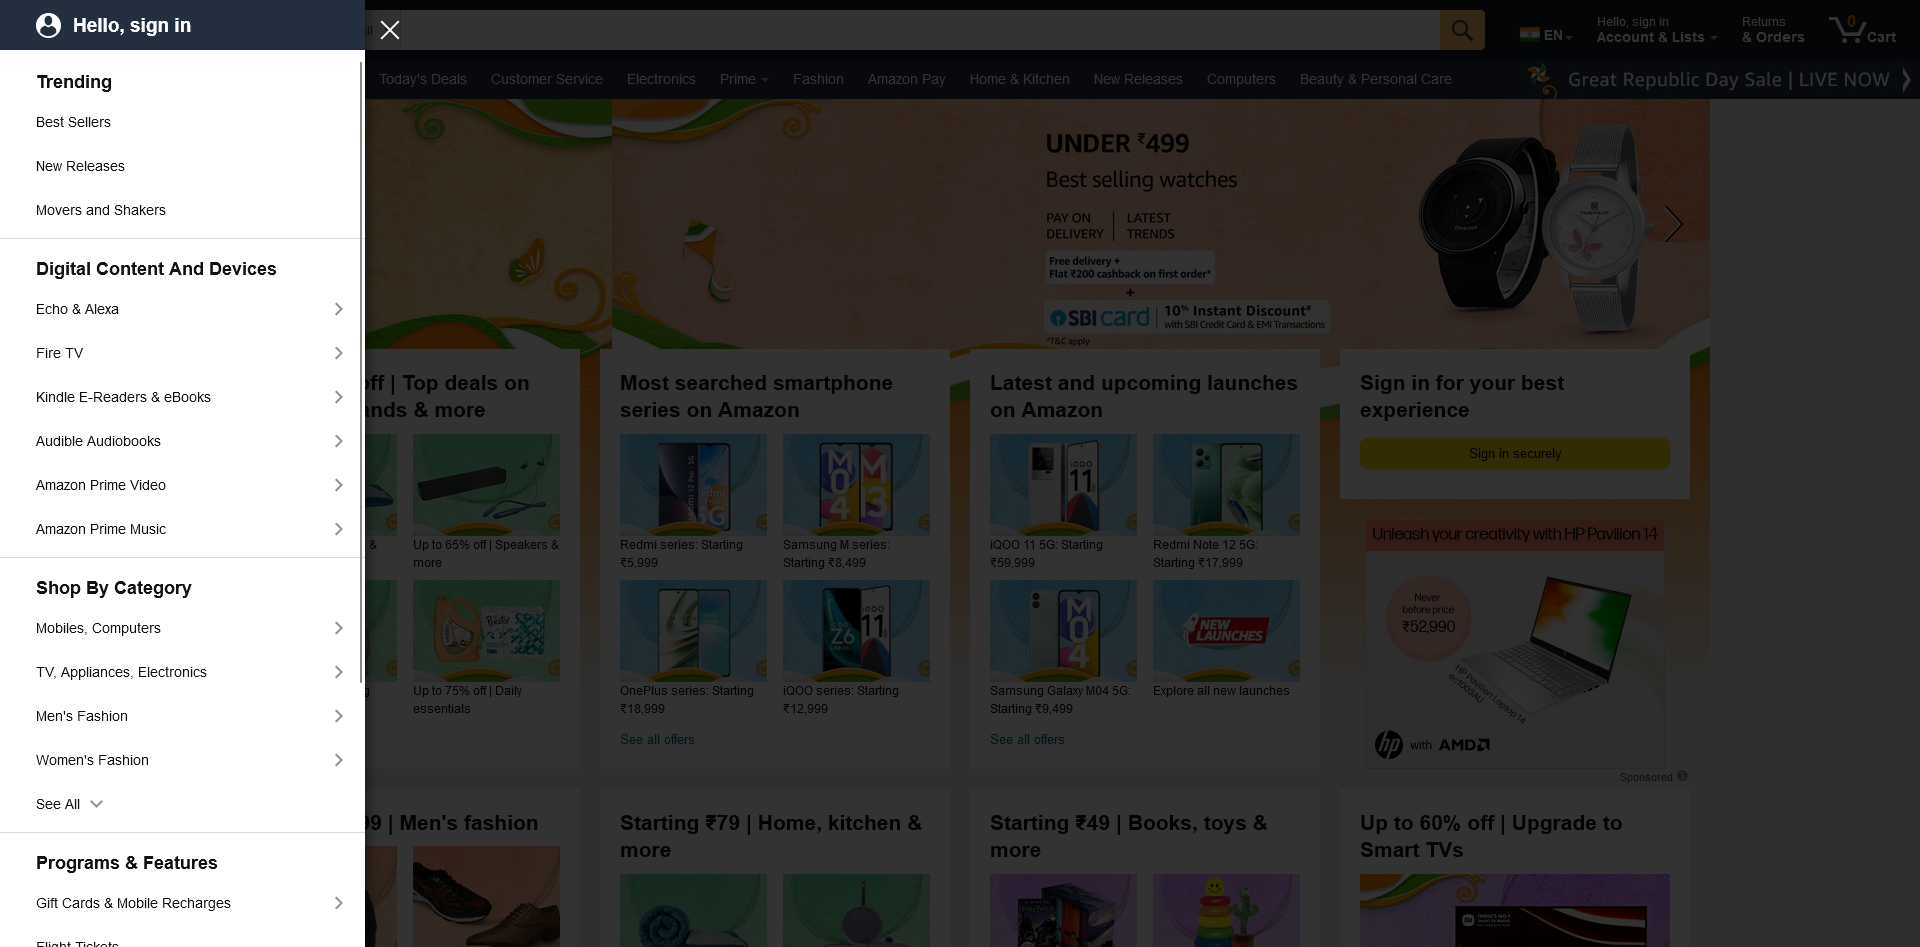 Hello, sign in
Trending
Best Sellers
New Releases
Movers and Shakers
Digital Content And Devices
Echo & Alexa
Fire TV
Kindle E-Readers & eBooks
Audible Audiobooks
Amazon Prime Video
Amazon Prime Music
Shop By Category
Mobiles, Computers
TV, Appliances, Electronics
Men's Fashion
Women's Fashion
See All
Programs & Features
Gift Cards & Mobile Recharges
Flight Tickets
EN
Hello, sign in
Account & Lists
Returns
& Orders
0
Cart
Today's Deals
Customer Service
Electronics
Prime
Fashion
Amazon Pay
Home & Kitchen
New Releases
Computers
Beauty & Personal Care
Great Republic Day Sale | LIVE NOW
UNDER ₹499
Best selling watches
PAY ON
DELIVERY
LATEST
TRENDS
Free delivery +
Flat ₹200 cashback on first order*
+
SBI card
10% Instant Discount#
with SBI Credit Card & EMI Transactions
*T&C apply
off | Top deals on
& more
&
Up to 65% off | Speakers &
more
Up to 75% off | Daily
essentials
Most searched smartphone
series on Amazon
Redmi series: Starting
₹5,999
Samsung M series:
Starting ₹8,499
OnePlus series: Starting
₹18,999
iQOO series: Starting
₹12,999
See all offers
Latest and upcoming launches
on Amazon
iQOO 11 5G: Starting
₹59,999
Redmi Note 12 5G:
Starting ₹17,999
NEW
LAUNCHES
Samsung Galaxy M04 5G:
Starting ₹9,499
Explore all new launches
See all offers
Sign in for your best
experience
Sign in securely
Unleash your creativity with HP Pavilion 14
Never
before price
₹52,990
HP Pavilion Laptop 14
ec1003AU
hp with AMD
Sponsored
| Men's fashion
Starting ₹79 | Home, kitchen &
more
Starting ₹49 | Books, toys &
more
Up to 60% off | Upgrade to
Smart TVs